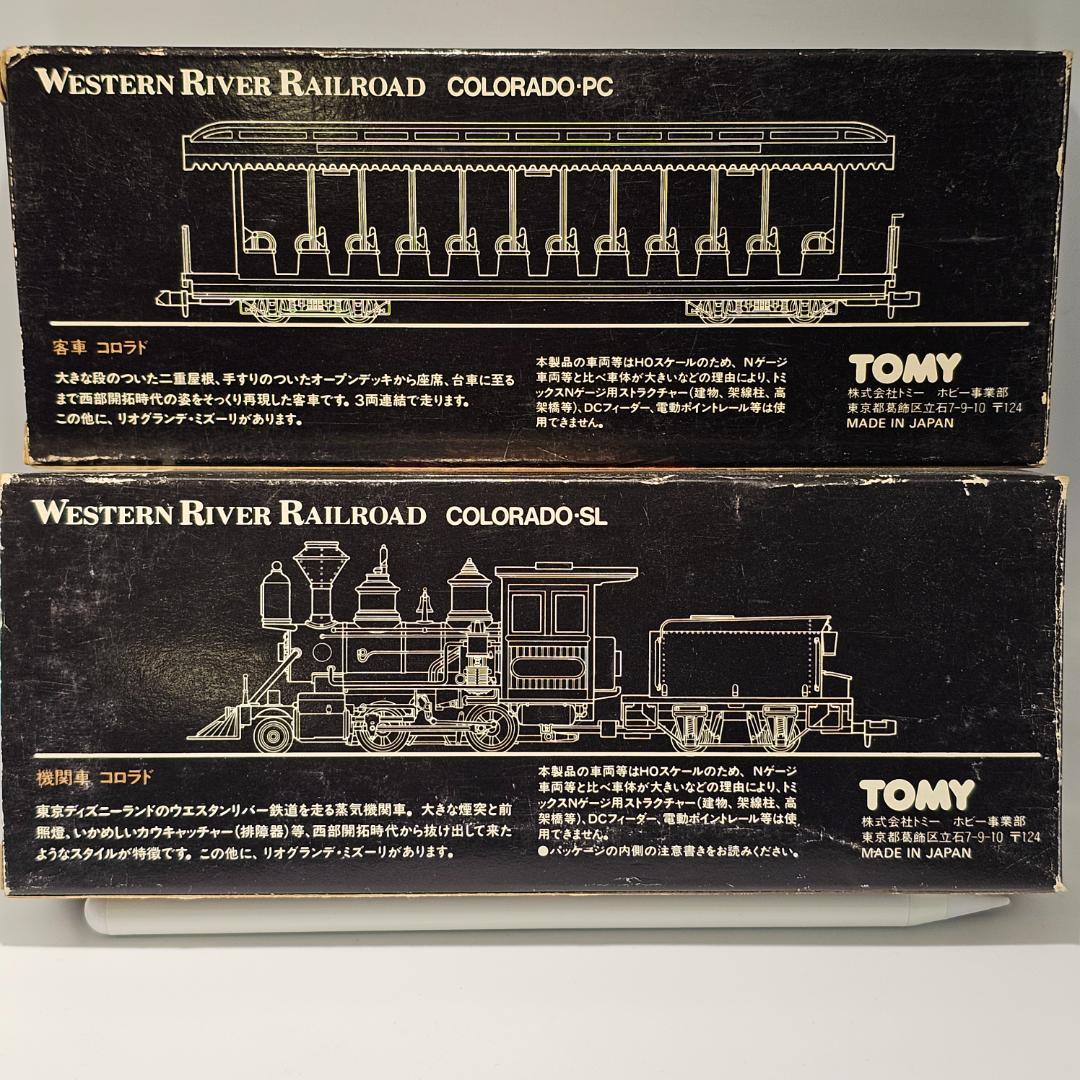 WESTERN RIVER RAILROAD COLORADO·PC
客車 コロラド
大きな段のついた二重屋根、手すりのついたオープンデッキから座席、台車に至る
まで西部開拓時代の姿をそっくり再現した客車です。3両連結で走ります。
この他に、リオグランデ・ミズーリがあります。
本製品の車両等はHOスケールのため、Nゲージ
車両等と比べ車体が大きいなどの理由により、トミ
ックスNゲージ用ストラクチャー(建物、架線柱、高
架橋等)、DCフィーダー、電動ポイントレール等は使
用できません。
TOMY
株式会社トミー ホビー事業部
東京都葛飾区立石7-9-10 〒124
MADE IN JAPAN
WESTERN RIVER RAILROAD COLORADO·SL
機関車 コロラド
東京ディズニーランドのウエスタンリバー鉄道を走る蒸気機関車。大きな煙突と前
照燈、いかめしいカウキャッチャー(排障器)等、西部開拓時代から抜け出して来た
ようなスタイルが特徴です。この他に、リオグランデ・ミズーリがあります。
本製品の車両等はHOスケールのため、Nゲージ
車両等と比べ車体が大きいなどの理由により、トミ
ックスNゲージ用ストラクチャー(建物、架線柱、高
架橋等)、DCフィーダー、電動ポイントレール等は使
用できません。
●パッケージの内側の注意書きをお読みください。
TOMY
株式会社トミー ホビー事業部
東京都葛飾区立石7-9-10 〒124
MADE IN JAPAN